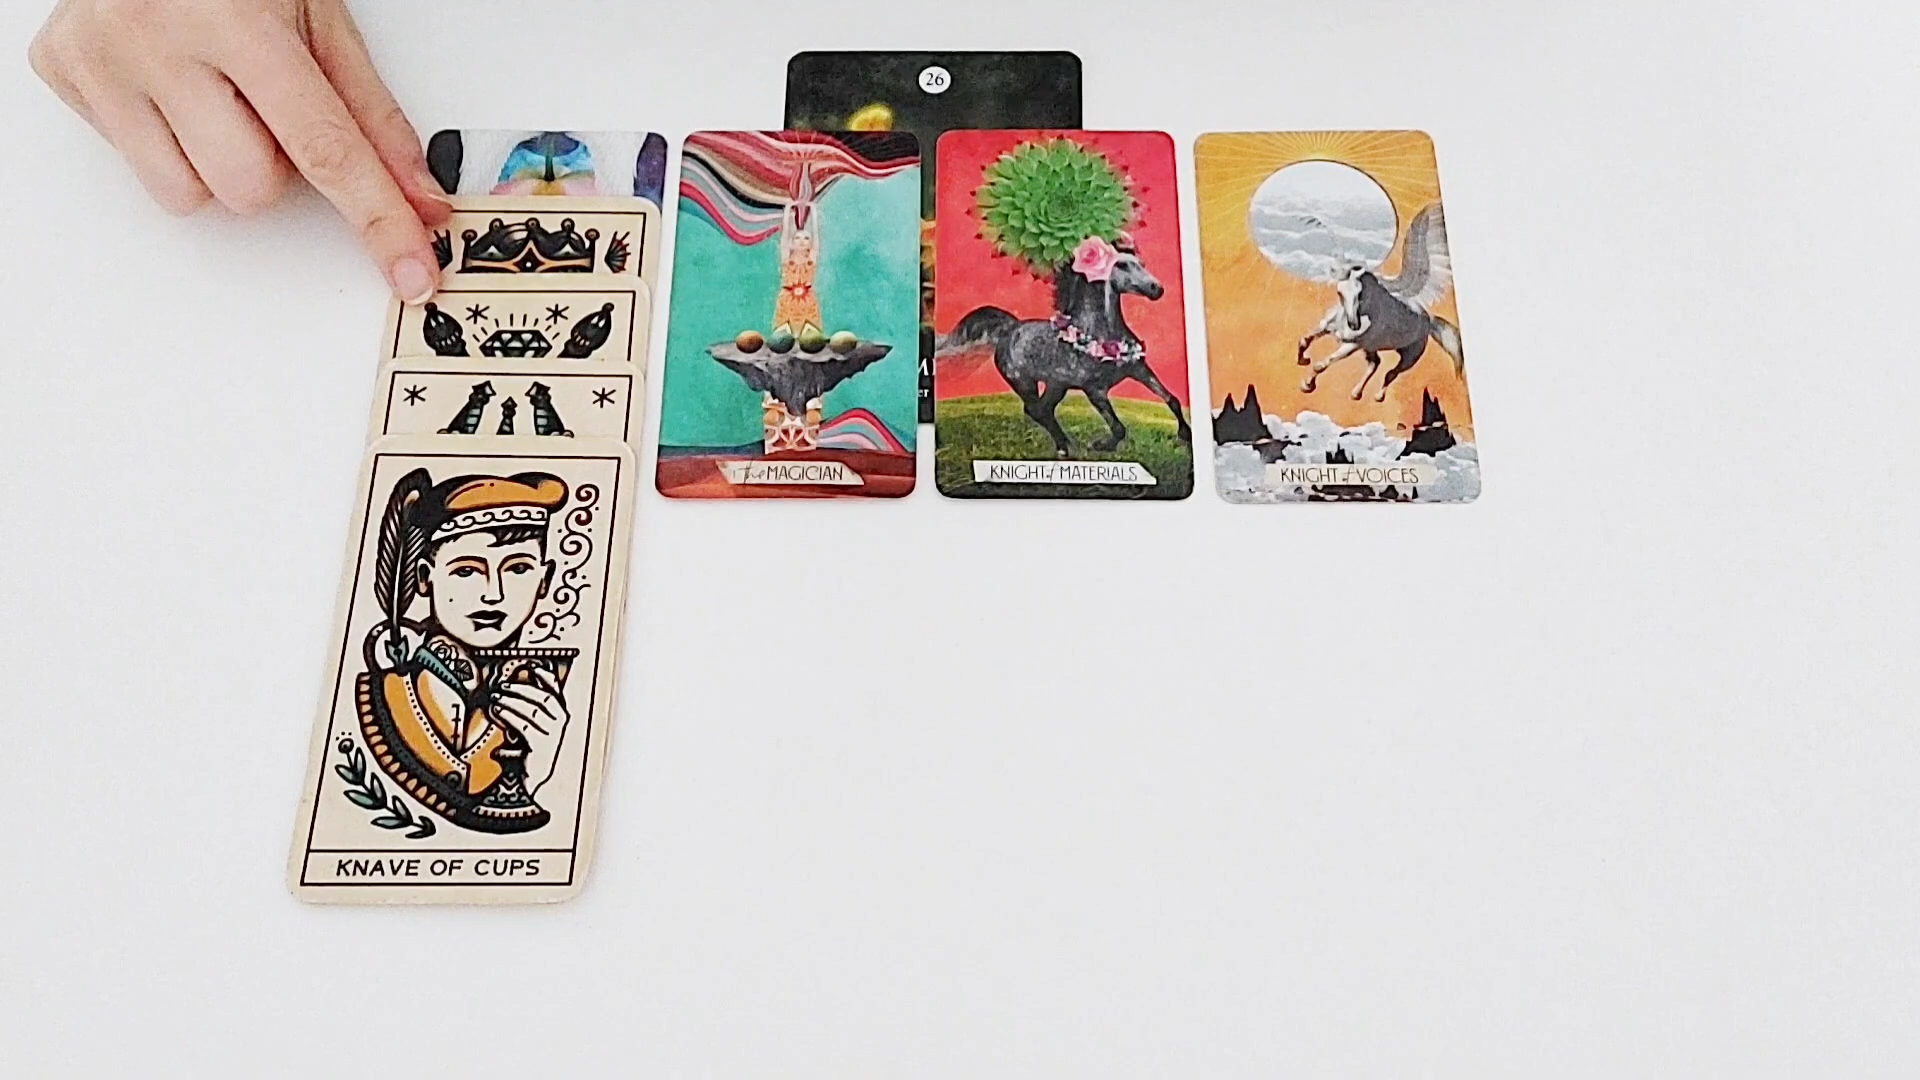 26
the MAGICIAN
KNIGHT of MATERIALS
KNIGHT of VOICES
KNAVE OF CUPS